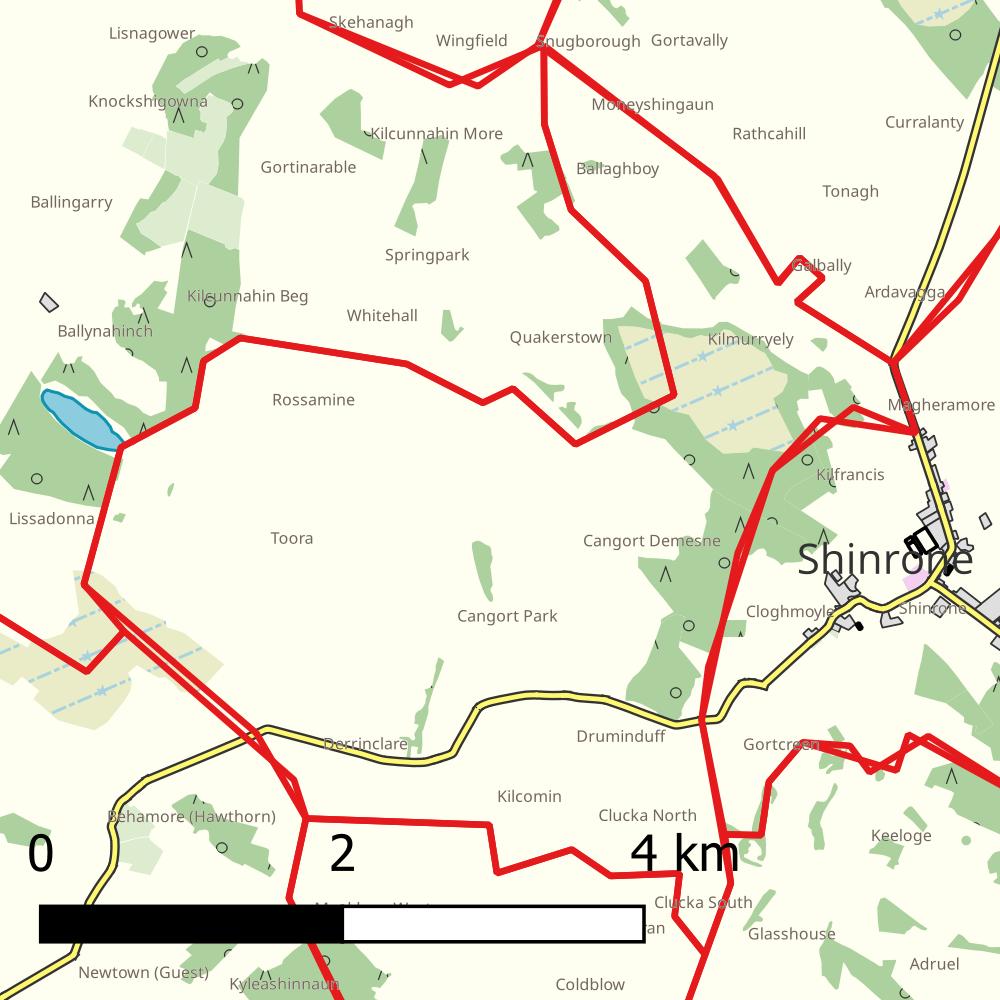 Skehanagh
Lisnagower
Wingfield
Snugborough
Gortavally
Knockshigowna
Moneyshingaun
Curralanty
Kilcunnahin More
Rathcahill
Gortinarable
Ballaghboy
Tonagh
Ballingarry
Springpark
Galbally
Kilcunnahin Beg
Ardavagga
Whitehall
Ballynahinch
Quakerstown
Kilmurryely
Rossamine
Magheramore
Kilfrancis
Lissadonna
Toora
Cangort Demesne
Shinrone
Cangort Park
Cloghmoyle
Shinrone
Druminduff
Derrinclare
Gortcreen
Kilcomin
Behamore (Hawthorn)
Clucka North
Keeloge
0
2
4 km
Clucka South
Glasshouse
Adruel
Newtown (Guest)
Kyleashinnaun
Coldblow